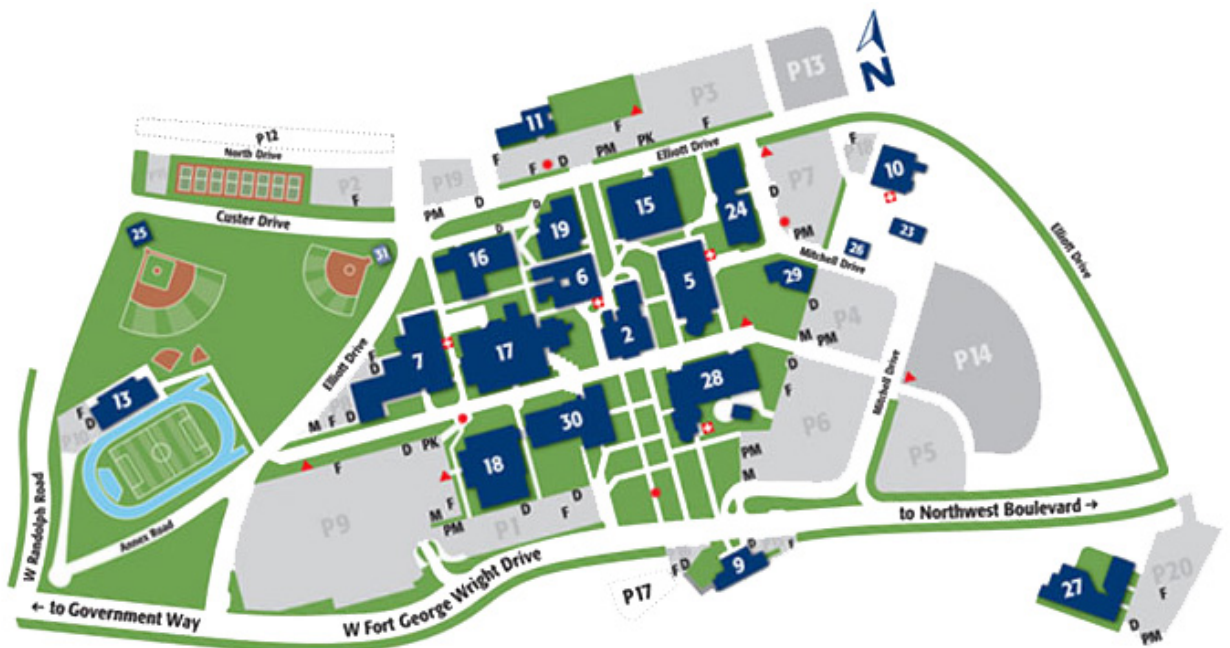 N
P13
P3
11
F
F
F
D
PM
PK
F
Elliott Drive
P12
North Drive
P2
F
Custer Drive
P19
PM
D
D
25
31
16
19
6
15
24
P7
D
PM
F
P18
10
23
26
Mitchell Drive
29
D
P4
M
PM
5
2
17
7
F
D
Elliott Drive
M
F
D
Elliott Drive
P14
Mitchell Drive
13
F
D
P10
28
D
F
P6
P5
30
18
D
PK
F
P9
M
F
PM
P1
D
F
D
PM
M
W Randolph Road
Annex Road
to Northwest Boulevard →
← to Government Way
W Fort George Wright Drive
P17
F
D
9
D
F
27
P20
F
D
PM